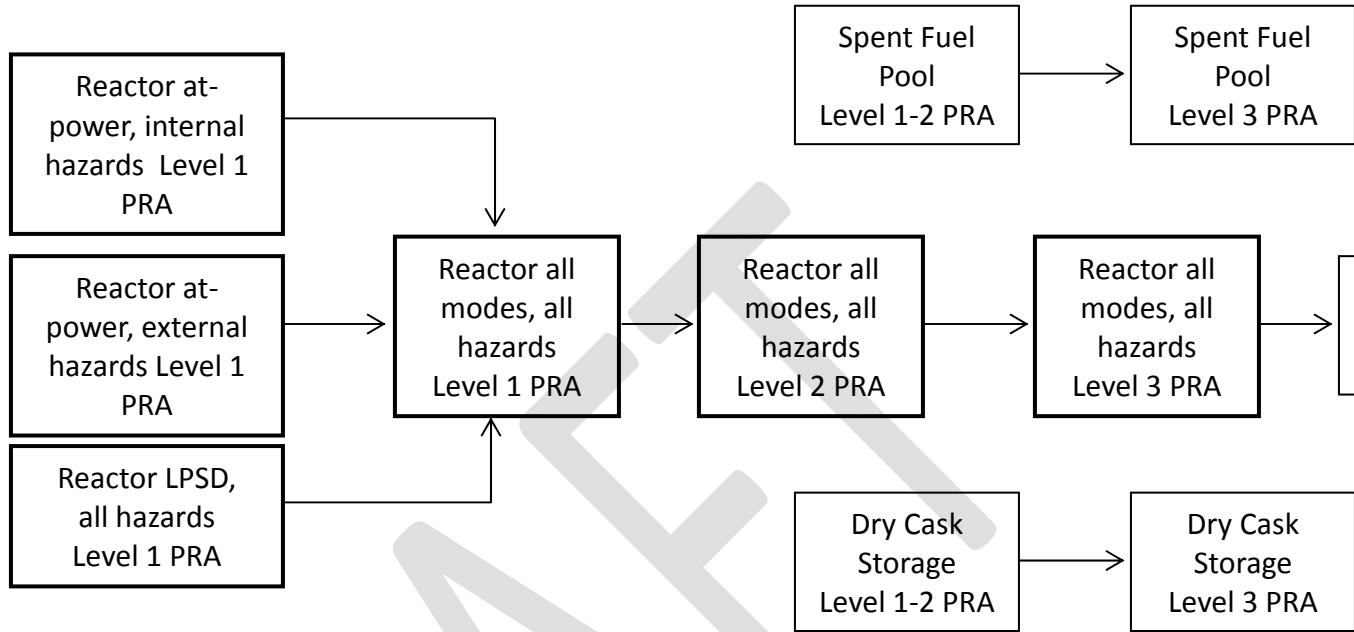 Spent Fuel
Pool
Level 1-2 PRA
Spent Fuel
Pool
Level 3 PRA
Reactor at-
power, internal
hazards Level 1
PRA
Reactor at-
power, external
hazards Level 1
PRA
Reactor all
modes, all
hazards
Level 1 PRA
Reactor all
modes, all
hazards
Level 2 PRA
Reactor all
modes, all
hazards
Level 3 PRA
Reactor LPSD,
all hazards
Level 1 PRA
Dry Cask
Storage
Level 1-2 PRA
Dry Cask
Storage
Level 3 PRA